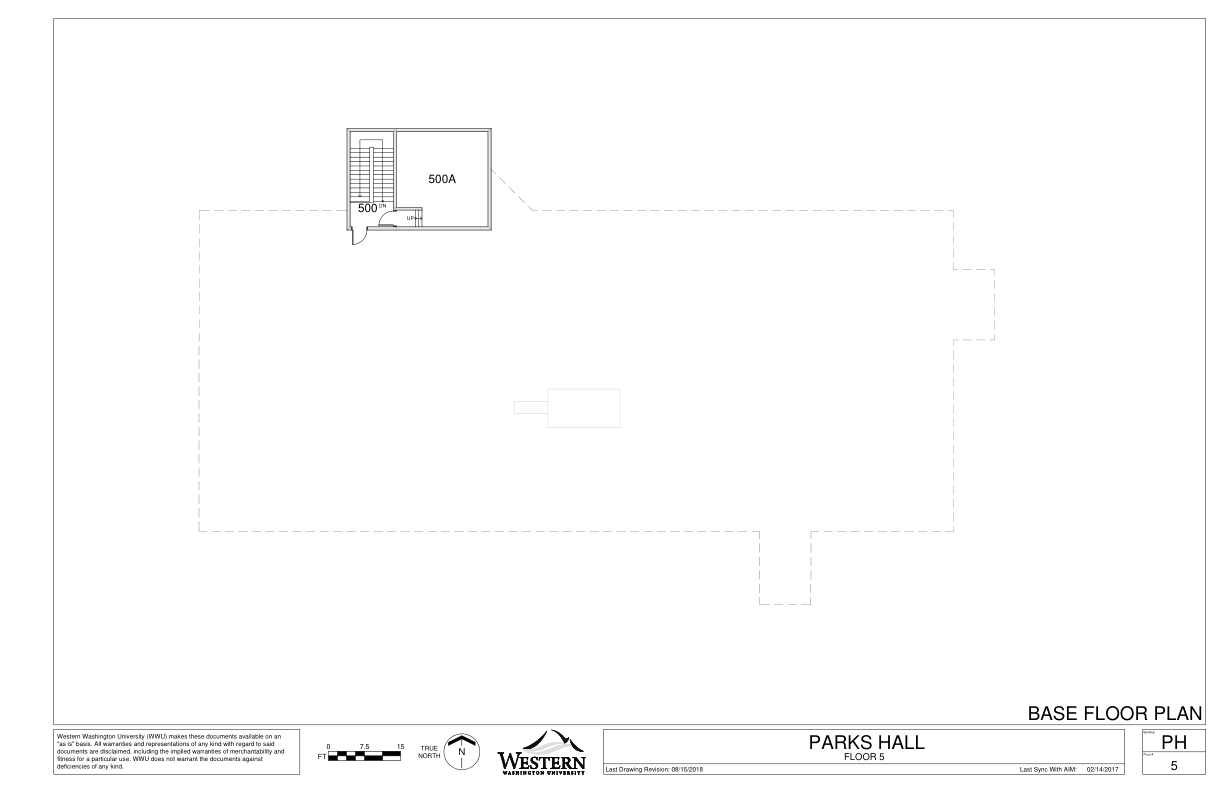 500A
500
DN
UP
BASE FLOOR PLAN
Western Washington University (WWU) makes these documents available on an
"as is" basis. All warranties and representations of any kind with regard to said
documents are disclaimed, including the implied warranties of merchantability and
fitness for a particular use. WWU does not warrant the documents against
deficiencies of any kind.
0 7.5 15
FT
TRUE
NORTH
N
WESTERN
WASHINGTON UNIVERSITY
PARKS HALL
FLOOR 5
Last Drawing Revision: 08/15/2018
Last Sync With AIM: 02/14/2017
Building
PH
5